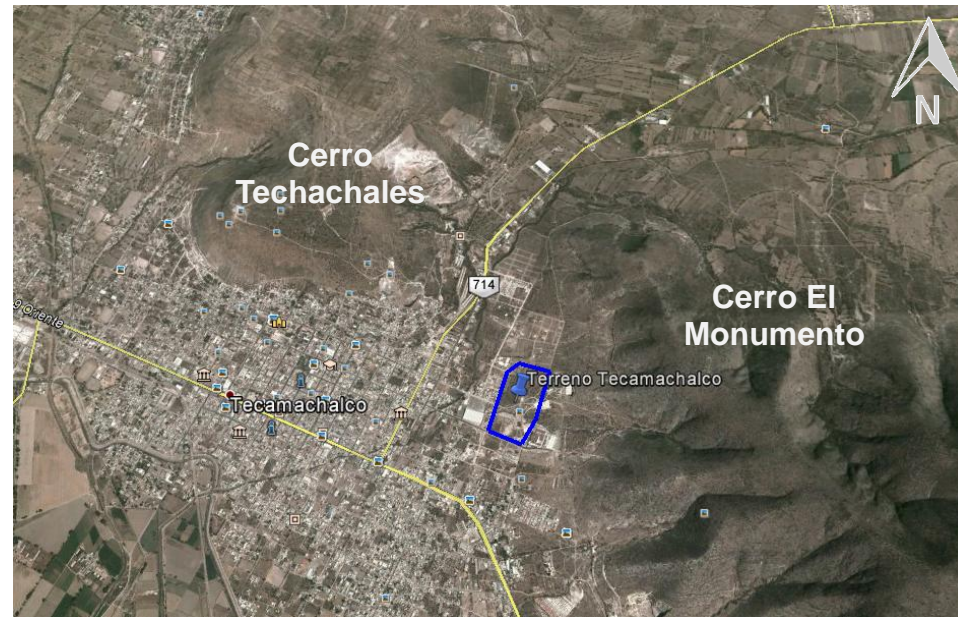 N
Cerro
Techachales
714
Cerro El
Monumento
9 Oriente
Terreno Tecamachalco
Tecamachalco